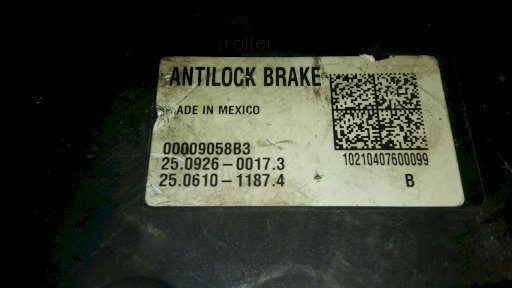 troller
ANTILOCK BRAKE
ADE IN MEXICO
00009058B3
25.0926-0017.3
25.0610-1187.4
10210407600099
B